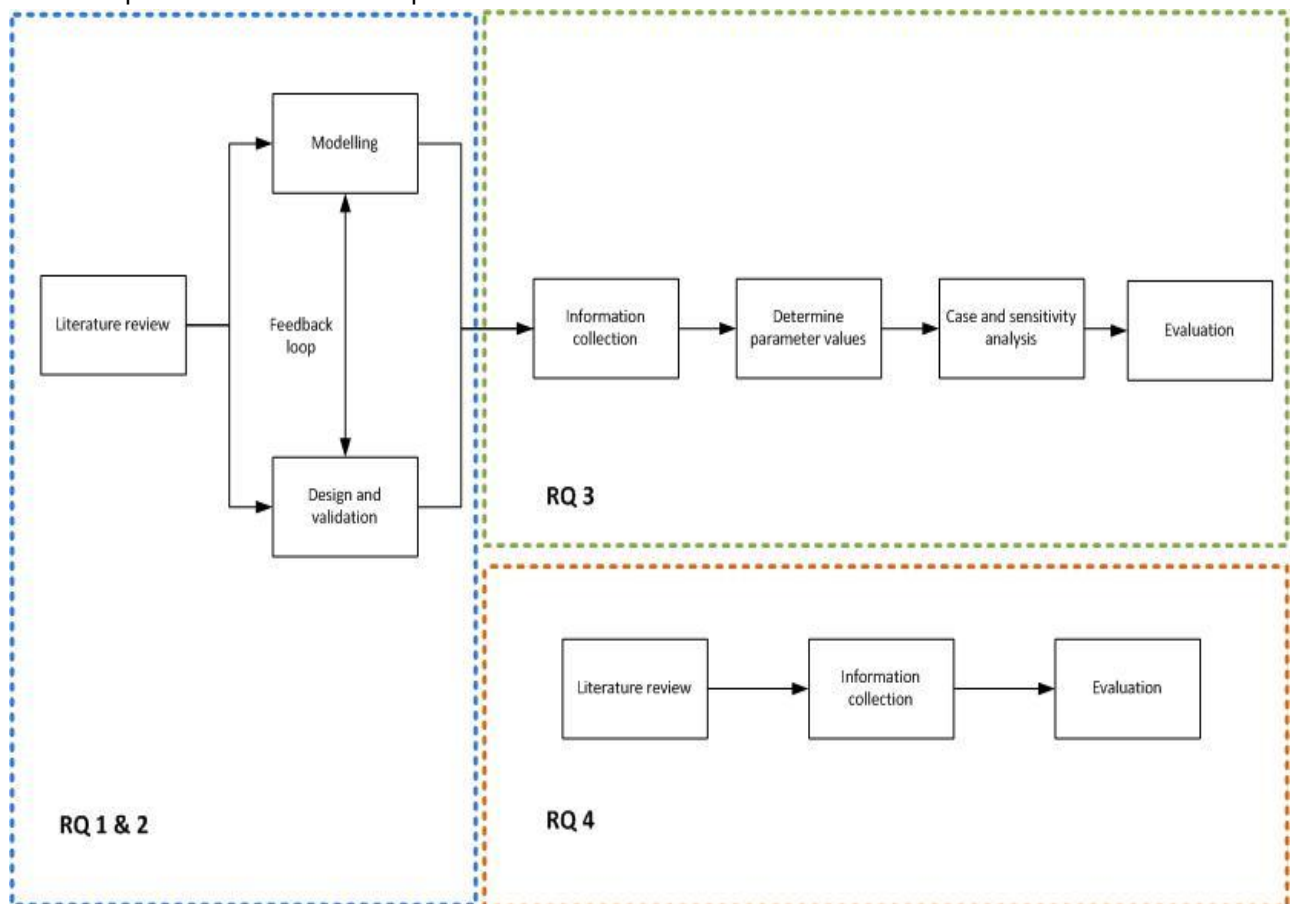 Modelling
Literature review
Feedback
loop
Design and
validation
RQ 1 & 2
Information
collection
Determine
parameter values
Case and sensitivity
analysis
Evaluation
RQ 3
Literature review
Information
collection
Evaluation
RQ 4